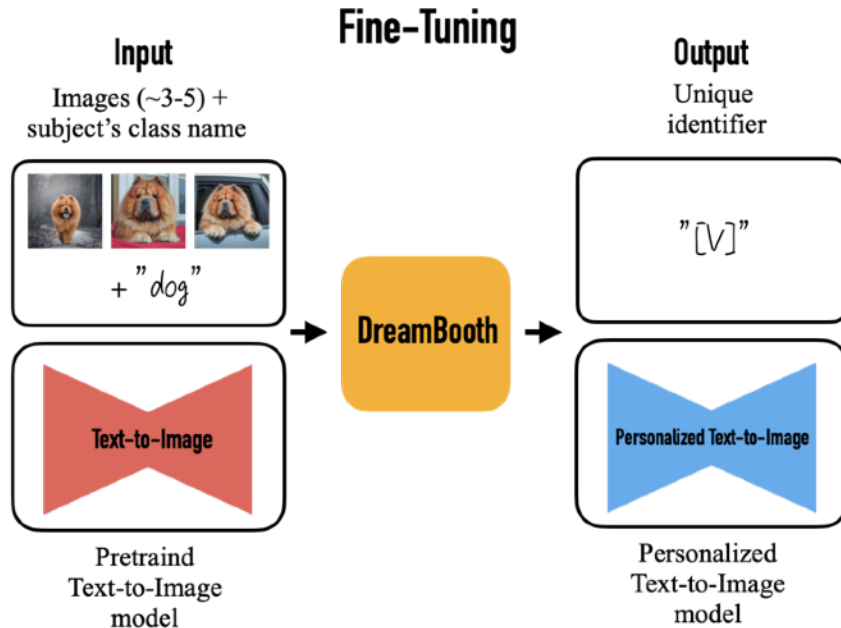 Fine-Tuning
Input
Images (~3-5) +
subject's class name
+ "dog"
Text-to-Image
Pretraind
Text-to-Image
model
DreamBooth
Output
Unique
identifier
"[V]"
Personalized Text-to-Image
Personalized
Text-to-Image
model